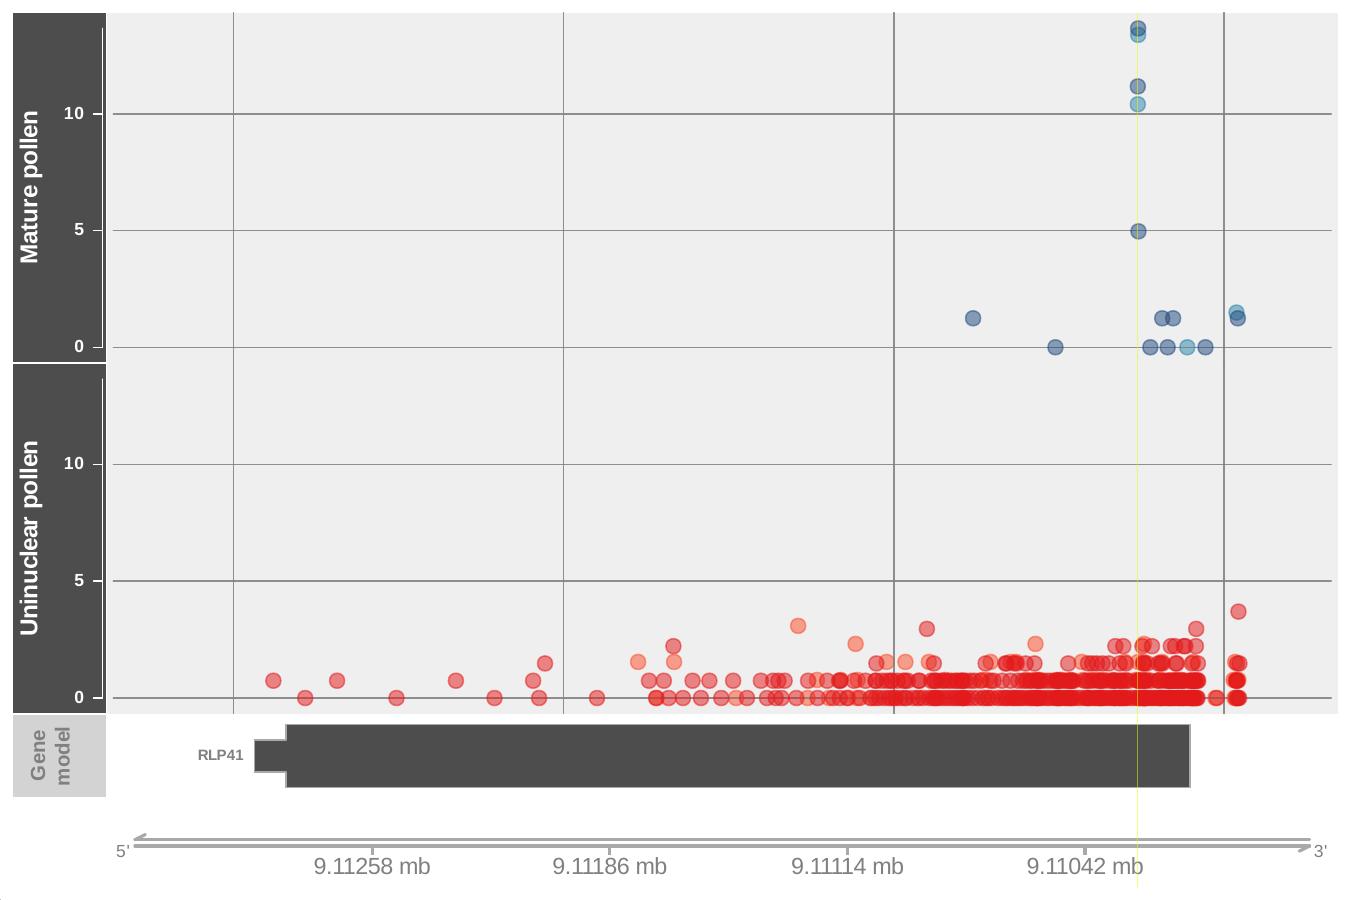 Mature pollen
10
5
0
Uninuclear pollen
10
5
0
Gene
model
RLP41
5'
3'
9.11258 mb
9.11186 mb
9.11114 mb
9.11042 mb